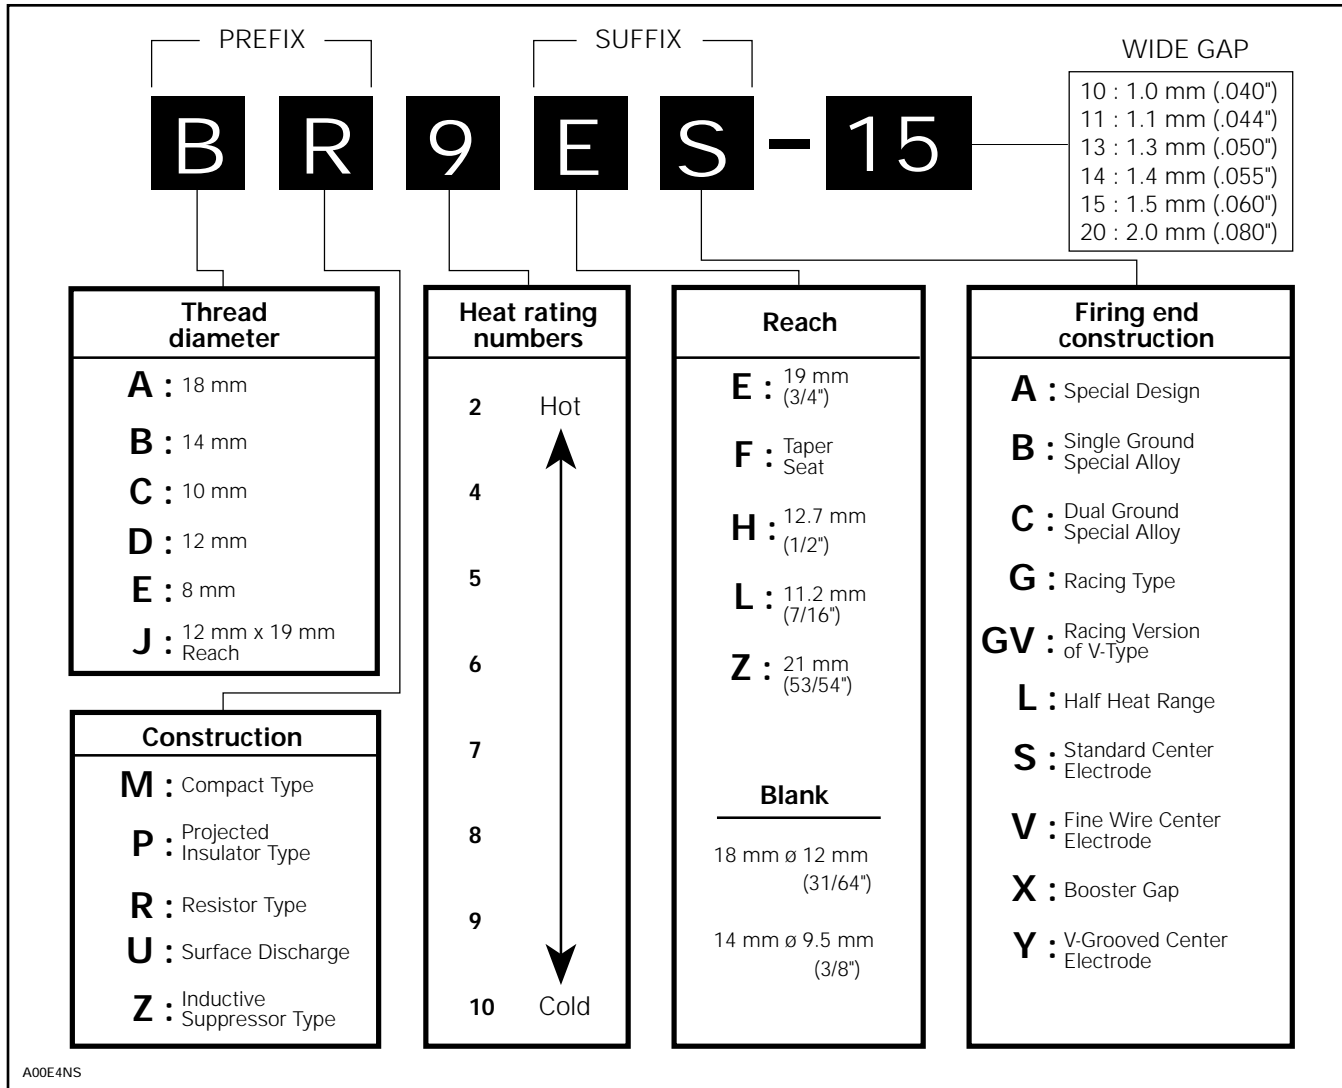 PREFIX
SUFFIX
WIDE GAP
B R 9 E S - 15
10 : 1.0 mm (.040")
11 : 1.1 mm (.044")
13 : 1.3 mm (.050")
14 : 1.4 mm (.055")
15 : 1.5 mm (.060")
20 : 2.0 mm (.080")
Thread
diameter
A : 18 mm
B : 14 mm
C : 10 mm
D : 12 mm
E : 8 mm
J : 12 mm x 19 mm
Reach
Construction
M : Compact Type
P : Projected
Insulator Type
R : Resistor Type
U : Surface Discharge
Z : Inductive
Suppressor Type
Heat rating
numbers
2 Hot
4
5
6
7
8
9
10 Cold
Reach
E : 19 mm
(3/4")
F : Taper
Seat
H : 12.7 mm
(1/2")
L : 11.2 mm
(7/16")
Z : 21 mm
(53/54")
Blank
18 mm ø 12 mm
(31/64")
14 mm ø 9.5 mm
(3/8")
Firing end
construction
A : Special Design
B : Single Ground
Special Alloy
C : Dual Ground
Special Alloy
G : Racing Type
GV : Racing Version
of V-Type
L : Half Heat Range
S : Standard Center
Electrode
V : Fine Wire Center
Electrode
X : Booster Gap
Y : V-Grooved Center
Electrode
A00E4NS